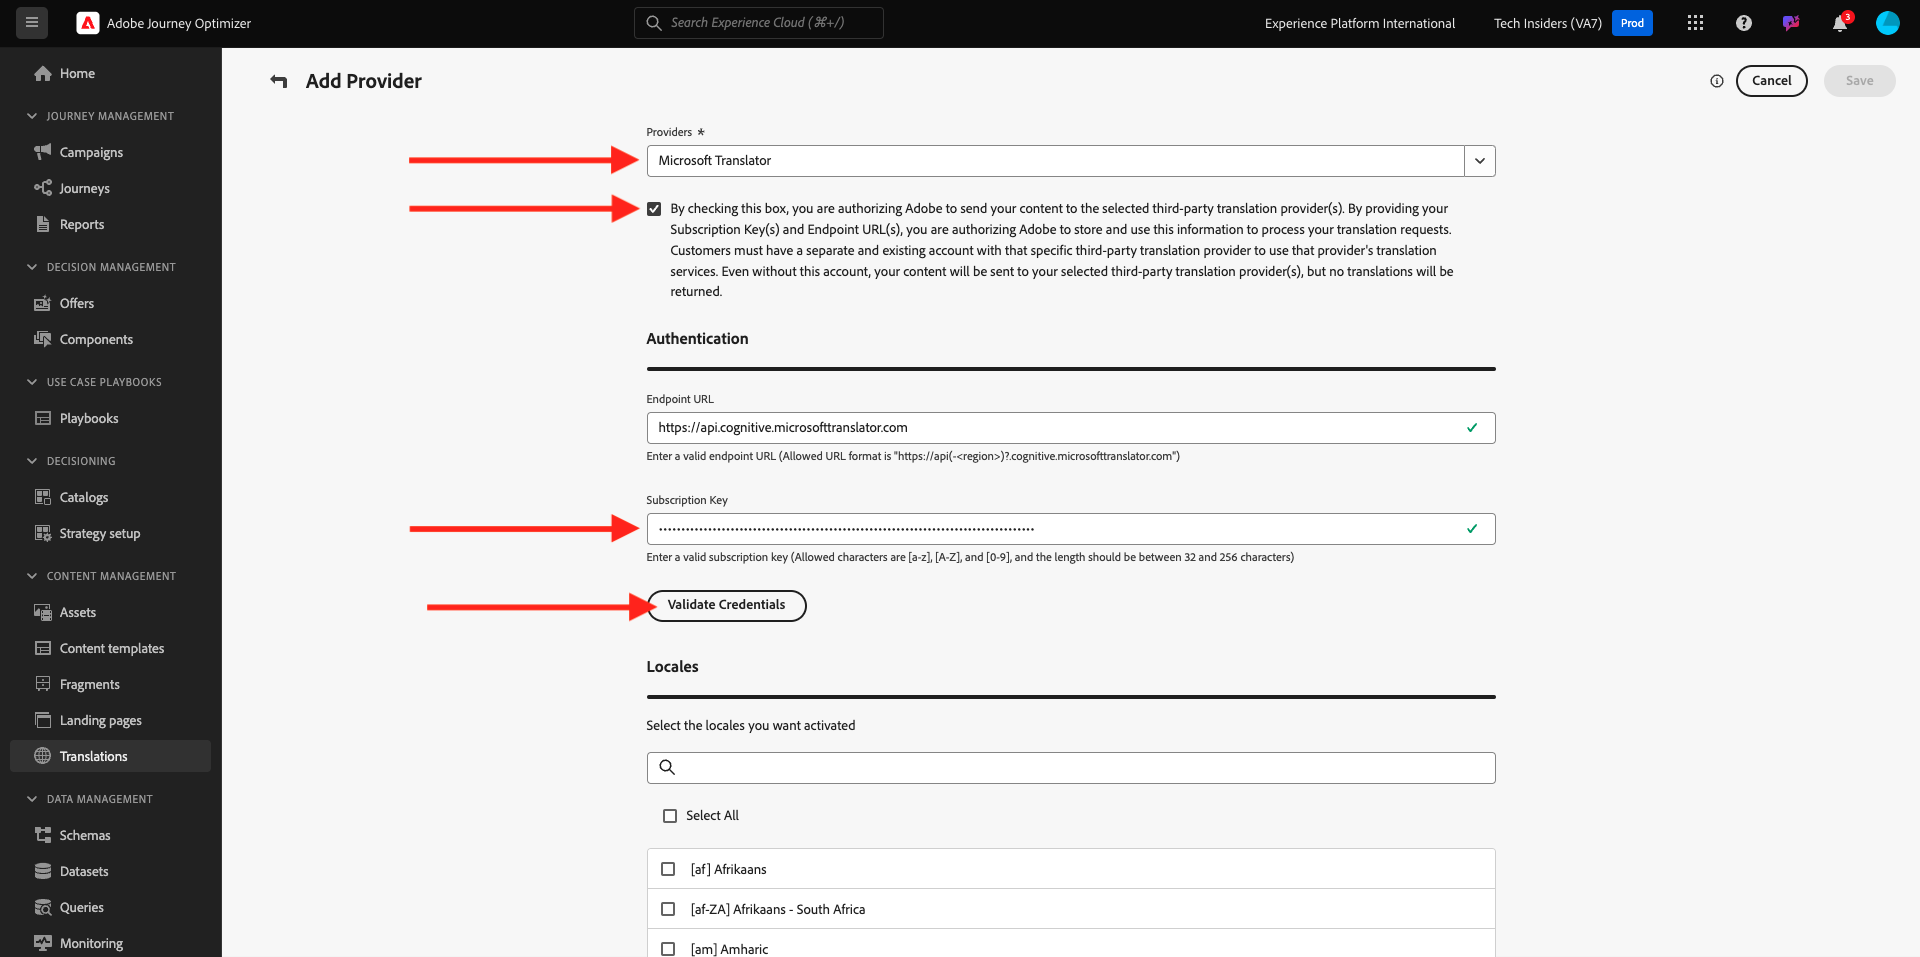 Adobe Journey Optimizer
Search Experience Cloud (⌘+/)
Experience Platform International
Tech Insiders (VA7)
Prod
3
Home
JOURNEY MANAGEMENT
Campaigns
Journeys
Reports
DECISION MANAGEMENT
Offers
Components
USE CASE PLAYBOOKS
Playbooks
DECISIONING
Catalogs
Strategy setup
CONTENT MANAGEMENT
Assets
Content templates
Fragments
Landing pages
Translations
DATA MANAGEMENT
Schemas
Datasets
Queries
Monitoring
Add Provider
Cancel
Save
Providers *
Microsoft Translator
By checking this box, you are authorizing Adobe to send your content to the selected third-party translation provider(s). By providing your
Subscription Key(s) and Endpoint URL(s), you are authorizing Adobe to store and use this information to process your translation requests.
Customers must have a separate and existing account with that specific third-party translation provider to use that provider's translation
services. Even without this account, your content will be sent to your selected third-party translation provider(s), but no translations will be
returned.
Authentication
Endpoint URL
https://api.cognitive.microsofttranslator.com
Enter a valid endpoint URL (Allowed URL format is "https://api(-<region>)?.cognitive.microsofttranslator.com")
Subscription Key
Enter a valid subscription key (Allowed characters are [a-z], [A-Z], and [0-9], and the length should be between 32 and 256 characters)
Validate Credentials
Locales
Select the locales you want activated
Select All
[af] Afrikaans
[af-ZA] Afrikaans - South Africa
[am] Amharic